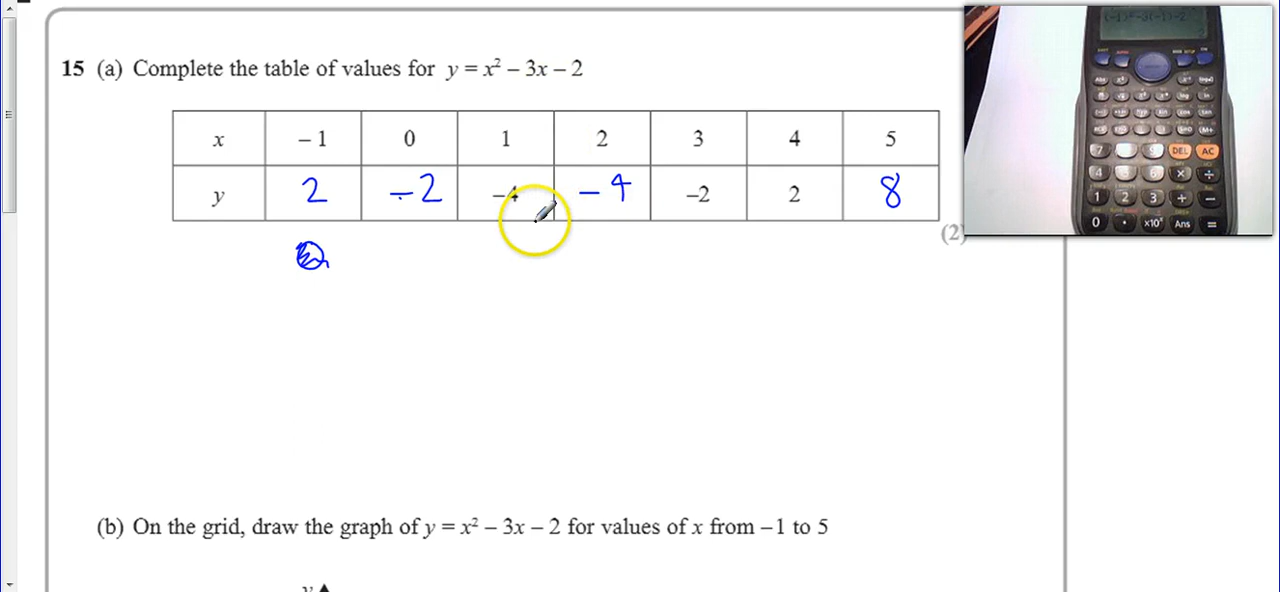 15 (a) Complete the table of values for y = x² – 3x – 2
x – 1 0 1 2 3 4 5
y 2 –2 –4 –4 –2 2 8
(2)
(b) On the grid, draw the graph of y = x² – 3x – 2 for values of x from –1 to 5
y
DEL AC
4 6 × ÷
1 2 3 + –
0 · ×10ˣ Ans =